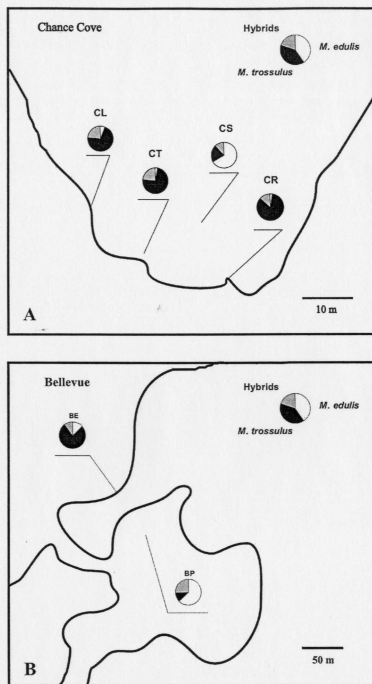 Chance Cove
Hybrids
M. edulis
M. trossulus
CL
CT
CS
CR
10 m
A
Bellevue
Hybrids
M. edulis
M. trossulus
BE
BP
50 m
B